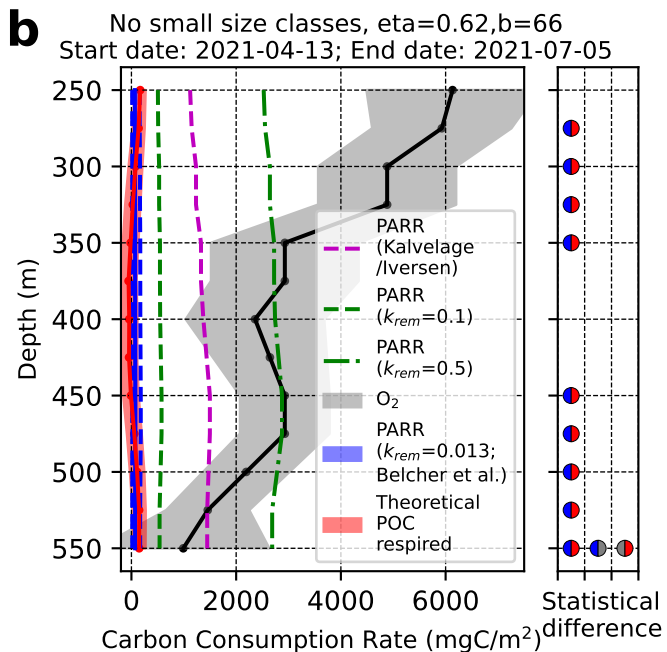 b
No small size classes, eta=0.62,b=66
Start date: 2021-04-13; End date: 2021-07-05
250
300
350
400
450
500
550
Depth (m)
PARR
(Kalvelage
/Iversen)
PARR
(k_rem=0.1)
PARR
(k_rem=0.5)
O₂
PARR
(k_rem=0.013;
Belcher et al.)
Theoretical
POC
respired
0 2000 4000 6000
Carbon Consumption Rate (mgC/m²)
Statistical
difference